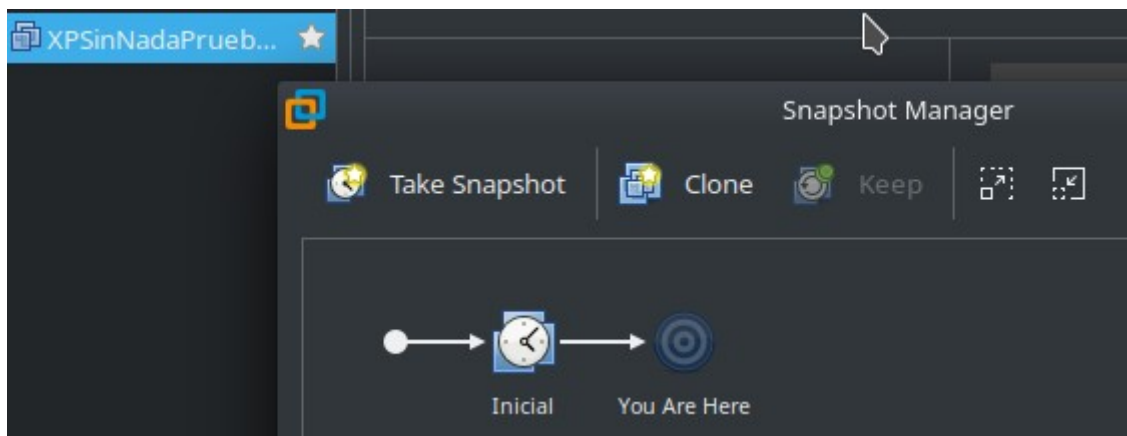 XPSinNadaPrueb...
Snapshot Manager
Take Snapshot Clone Keep
Inicial You Are Here